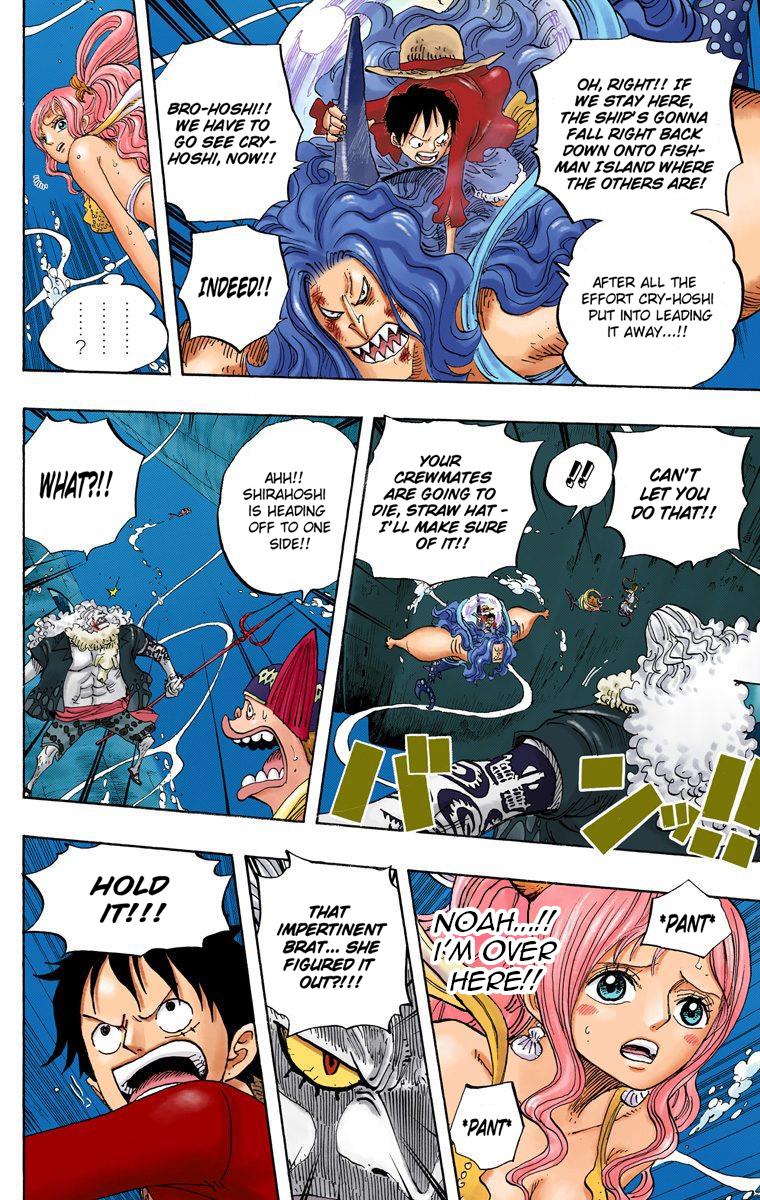 OH, RIGHT!! IF
WE STAY HERE,
THE SHIP'S GONNA
FALL RIGHT BACK
DOWN ONTO FISH-
MAN ISLAND WHERE
THE OTHERS ARE!
AFTER ALL THE
EFFORT CRY-HOSHI
PUT INTO LEADING
IT AWAY...!!
BRO-HOSHI!!
WE HAVE TO
GO SEE CRY-
HOSHI, NOW!!
INDEED!!
?
CAN'T
LET YOU
DO THAT!!
!!
YOUR
CREWMATES
ARE GOING TO
DIE, STRAW HAT -
I'LL MAKE SURE
OF IT!!
バンッ!!
AHH!!
SHIRAHOSHI
IS HEADING
OFF TO ONE
SIDE!!
WHAT?!!
*PANT*
NOAH...!!
I'M OVER
HERE!!
*PANT*
THAT
IMPERTINENT
BRAT... SHE
FIGURED IT
OUT?!!!
HOLD
IT!!!